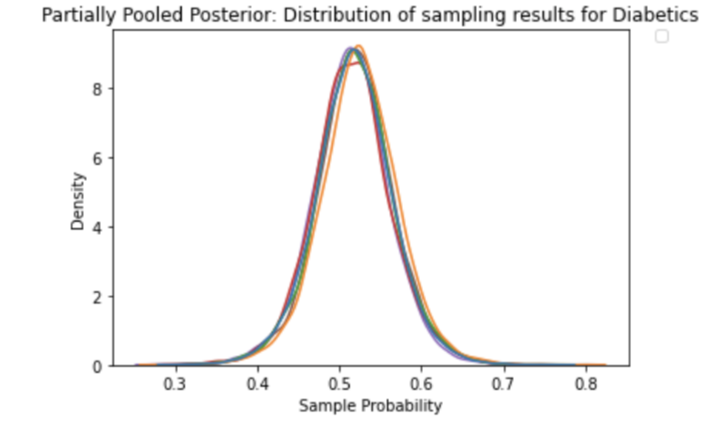 Partially Pooled Posterior: Distribution of sampling results for Diabetics
8
6
4
2
0
Density
0.3 0.4 0.5 0.6 0.7 0.8
Sample Probability